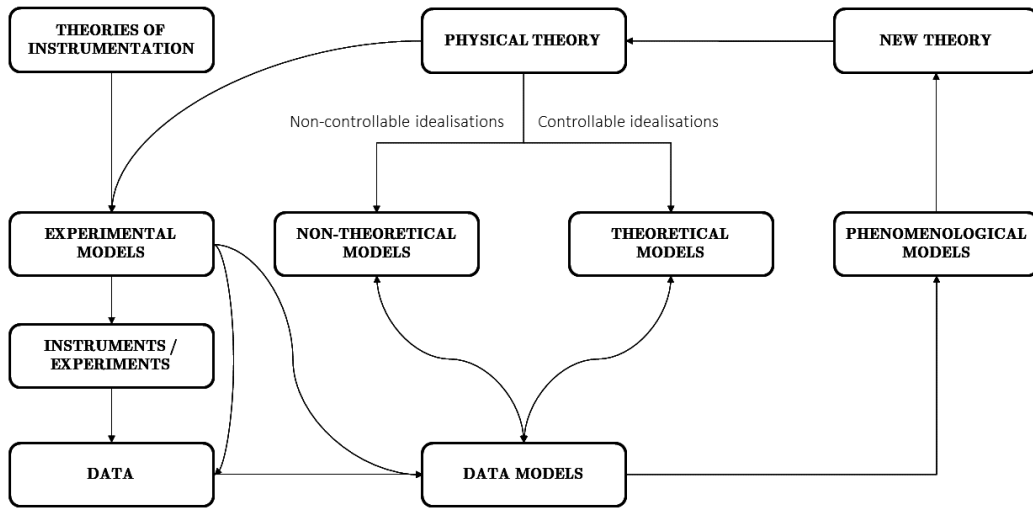 THEORIES OF
INSTRUMENTATION
PHYSICAL THEORY
NEW THEORY
Non-controllable idealisations
Controllable idealisations
EXPERIMENTAL
MODELS
NON-THEORETICAL
MODELS
THEORETICAL
MODELS
PHENOMENOLOGICAL
MODELS
INSTRUMENTS /
EXPERIMENTS
DATA
DATA MODELS